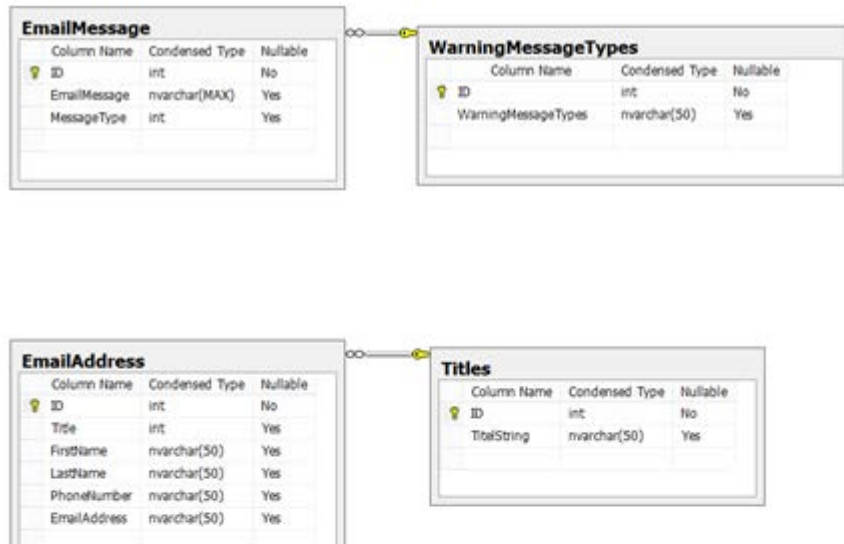 EmailMessage
Column Name Condensed Type Nullable
ID int No
EmailMessage nvarchar(MAX) Yes
MessageType int Yes
WarningMessageTypes
Column Name Condensed Type Nullable
ID int No
WarningMessageTypes nvarchar(50) Yes
EmailAddress
Column Name Condensed Type Nullable
ID int No
Title int Yes
FirstName nvarchar(50) Yes
LastName nvarchar(50) Yes
PhoneNumber nvarchar(50) Yes
EmailAddress nvarchar(50) Yes
Titles
Column Name Condensed Type Nullable
ID int No
TitelString nvarchar(50) Yes